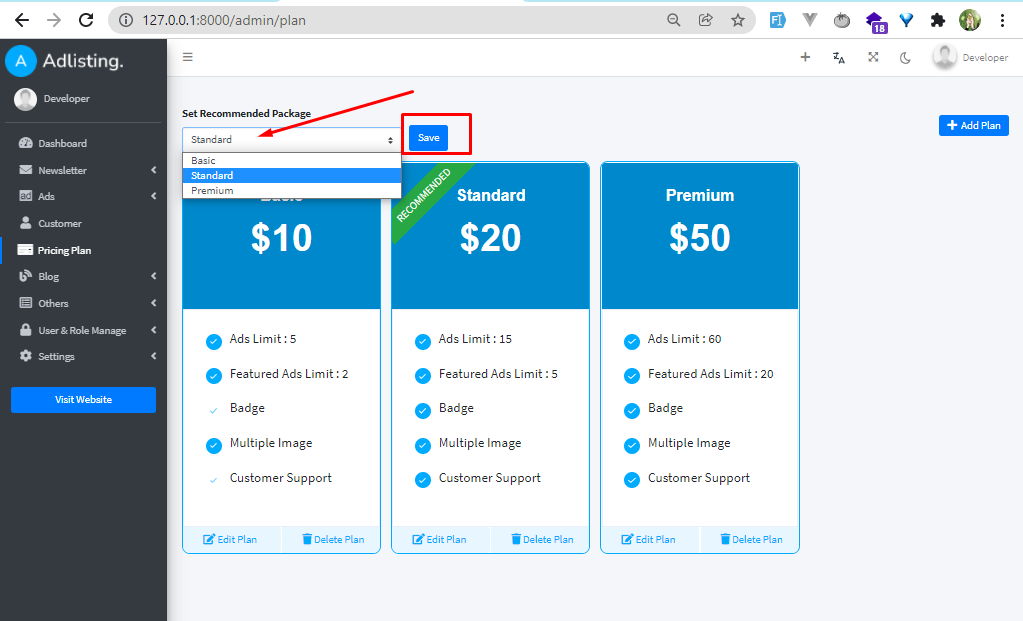 127.0.0.1:8000/admin/plan
18
A Adlisting.
Developer
Developer
Dashboard
Newsletter
Ads
Customer
Pricing Plan
Blog
Others
User & Role Manage
Settings
Visit Website
Set Recommended Package
Standard
Save
Add Plan
Basic
Standard
Premium
Basic
$10
Ads Limit : 5
Featured Ads Limit : 2
Badge
Multiple Image
Customer Support
Edit Plan Delete Plan
RECOMMENDED
Standard
$20
Ads Limit : 15
Featured Ads Limit : 5
Badge
Multiple Image
Customer Support
Edit Plan Delete Plan
Premium
$50
Ads Limit : 60
Featured Ads Limit : 20
Badge
Multiple Image
Customer Support
Edit Plan Delete Plan